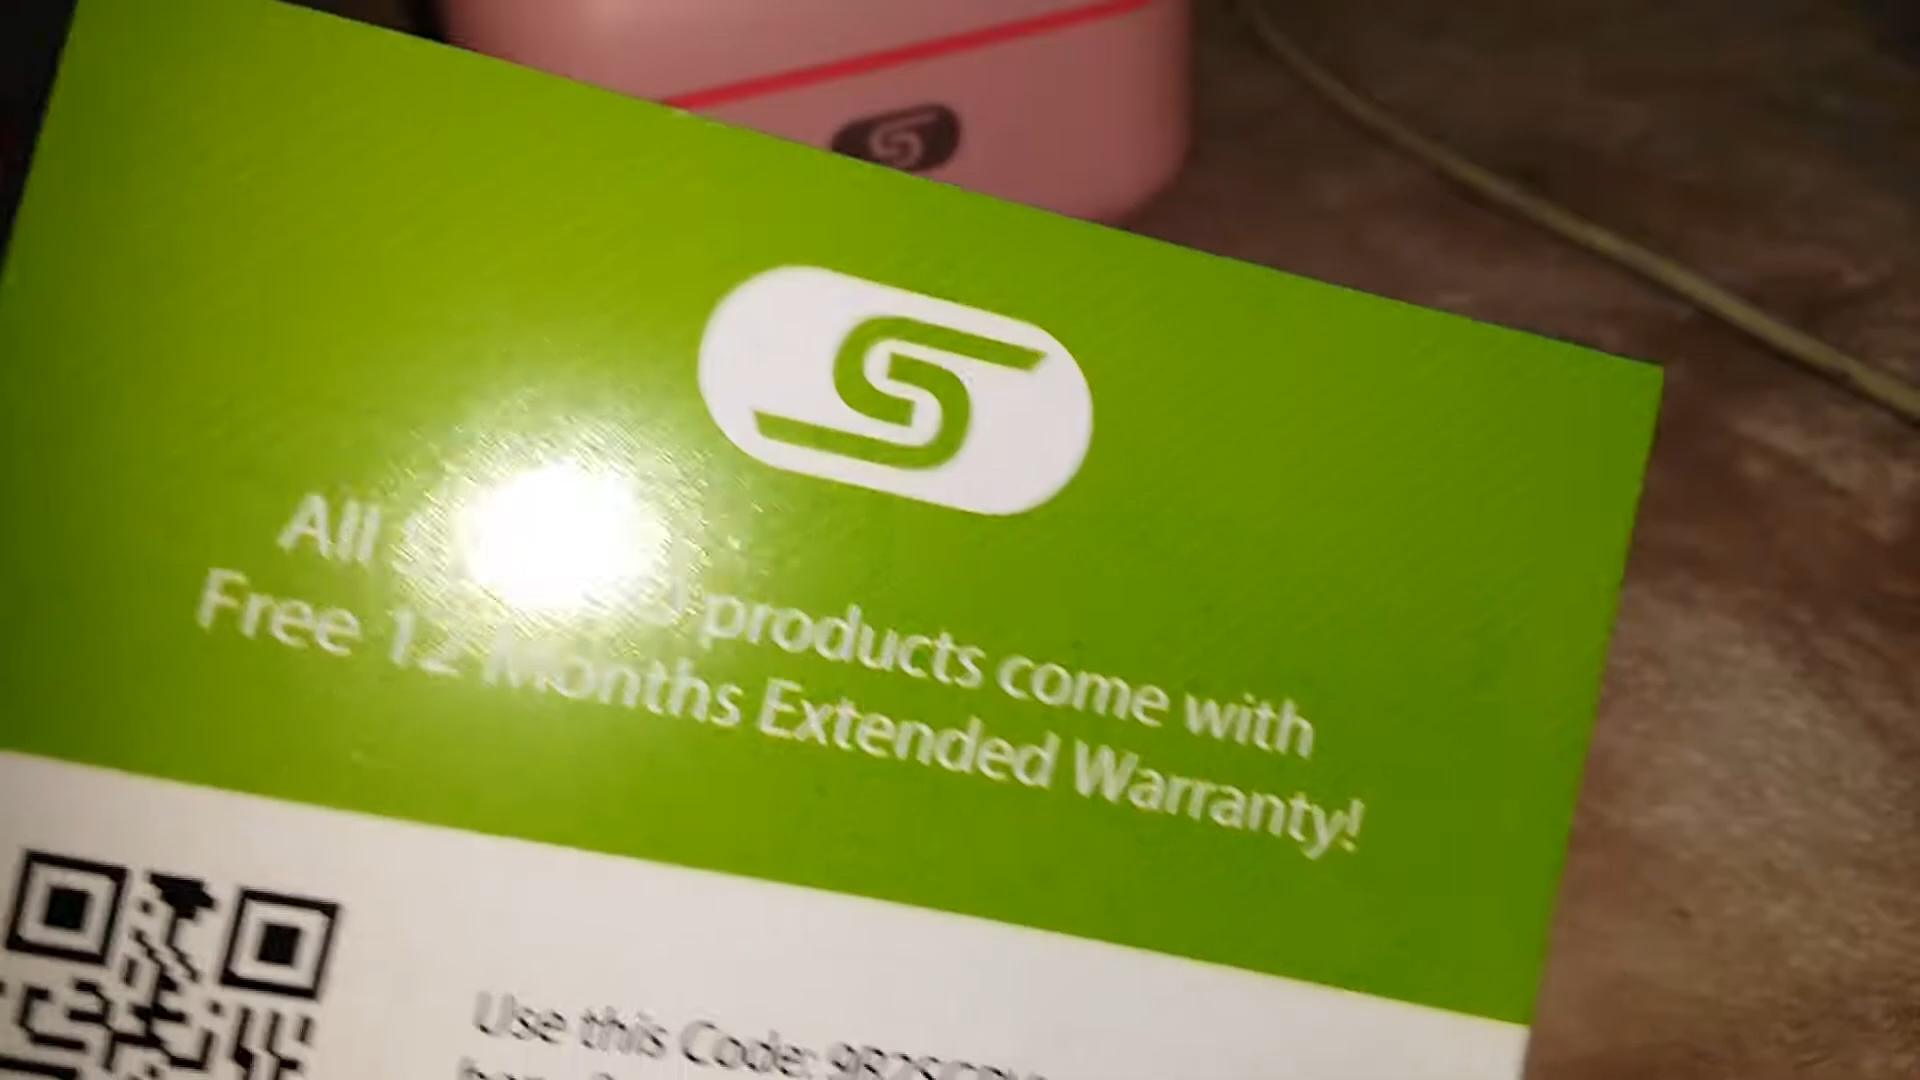 All products come with
Free 12 Months Extended Warranty!
Use this Code: